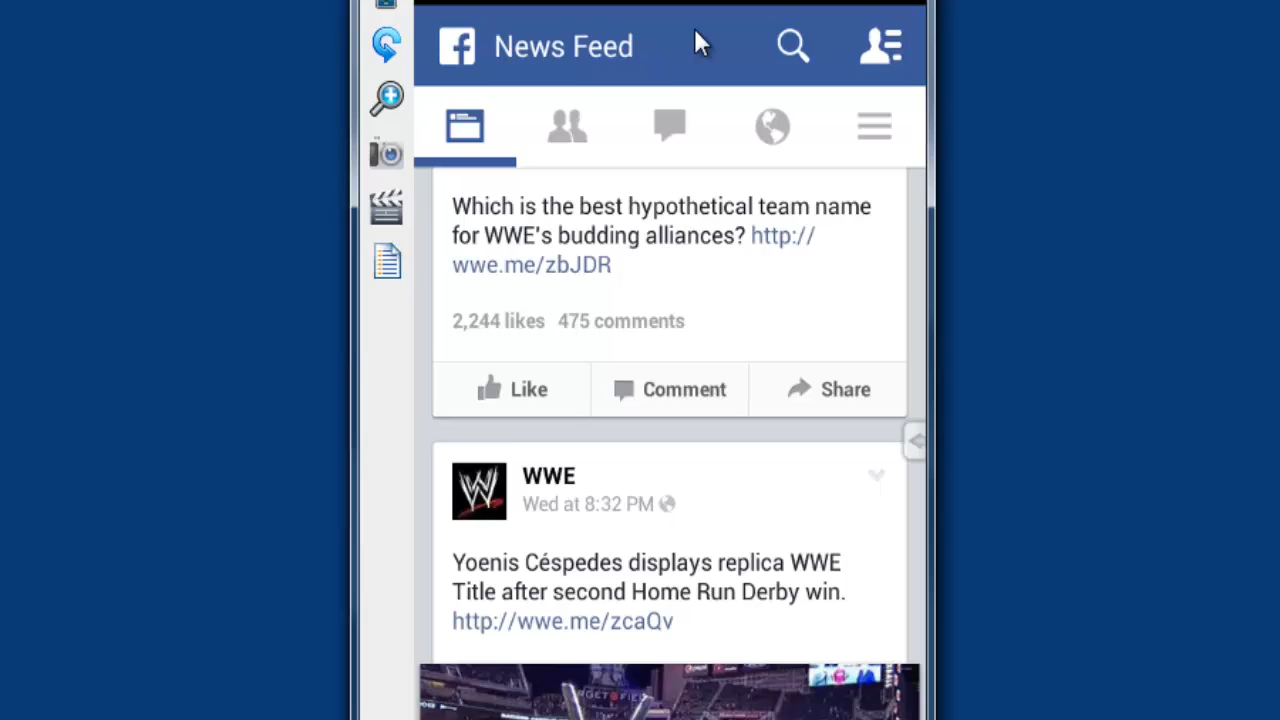 News Feed
Which is the best hypothetical team name
for WWE's budding alliances? http://
wwe.me/zbJDR
2,244 likes 475 comments
Like Comment Share
WWE
Wed at 8:32 PM
Yoenis Céspedes displays replica WWE
Title after second Home Run Derby win.
http://wwe.me/zcaQv